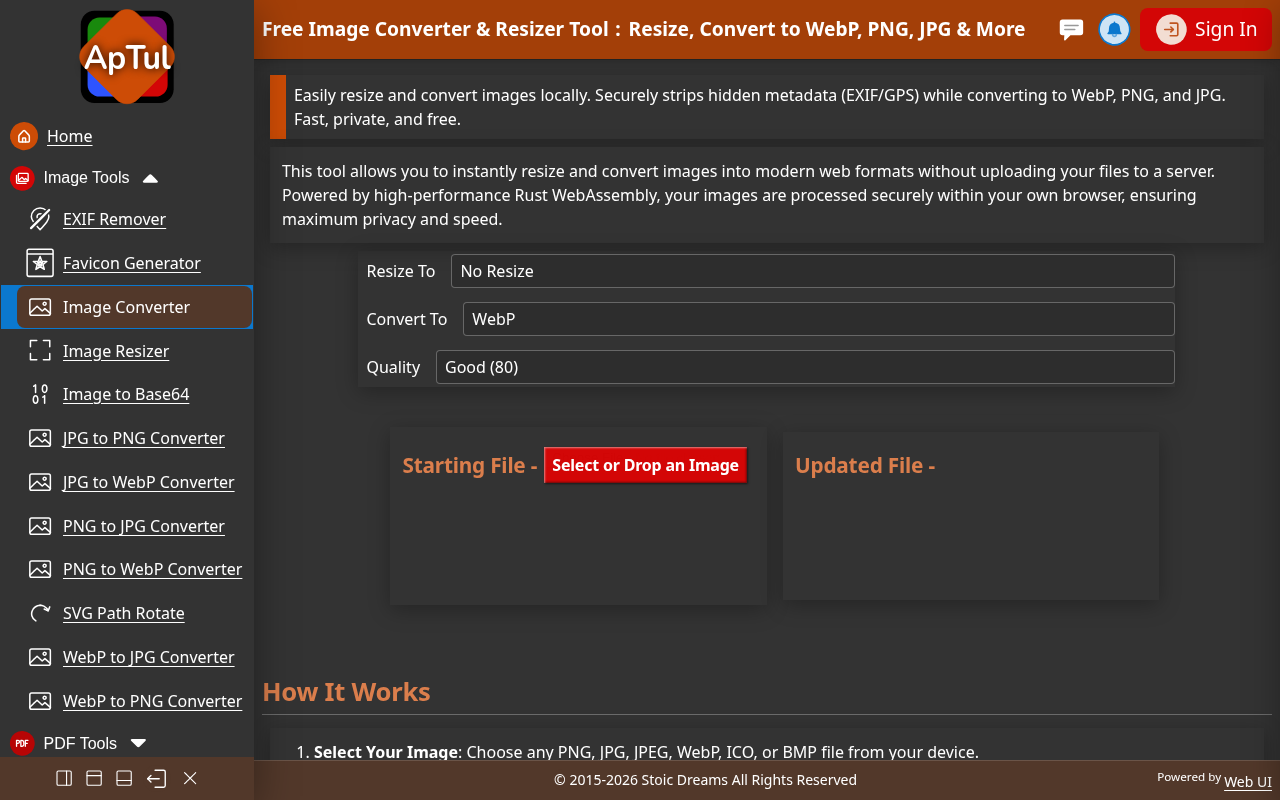 ApTul
Home
Image Tools
EXIF Remover
Favicon Generator
Image Converter
Image Resizer
Image to Base64
JPG to PNG Converter
JPG to WebP Converter
PNG to JPG Converter
PNG to WebP Converter
SVG Path Rotate
WebP to JPG Converter
WebP to PNG Converter
PDF PDF Tools
Free Image Converter & Resizer Tool : Resize, Convert to WebP, PNG, JPG & More
Sign In
Easily resize and convert images locally. Securely strips hidden metadata (EXIF/GPS) while converting to WebP, PNG, and JPG.
Fast, private, and free.
This tool allows you to instantly resize and convert images into modern web formats without uploading your files to a server.
Powered by high-performance Rust WebAssembly, your images are processed securely within your own browser, ensuring
maximum privacy and speed.
Resize To No Resize
Convert To WebP
Quality Good (80)
Starting File - Select or Drop an Image
Updated File -
How It Works
1. Select Your Image: Choose any PNG, JPG, JPEG, WebP, ICO, or BMP file from your device.
© 2015-2026 Stoic Dreams All Rights Reserved
Powered by Web UI